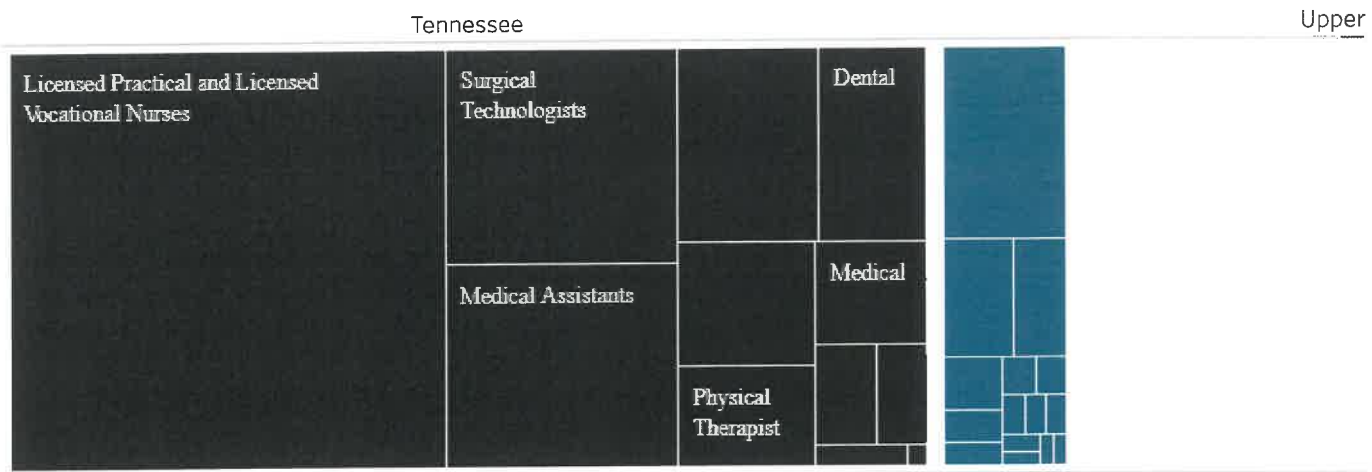 Tennessee
Upper
Licensed Practical and Licensed
Vocational Nurses
Surgical
Technologists
Dental
Medical
Medical Assistants
Physical
Therapist